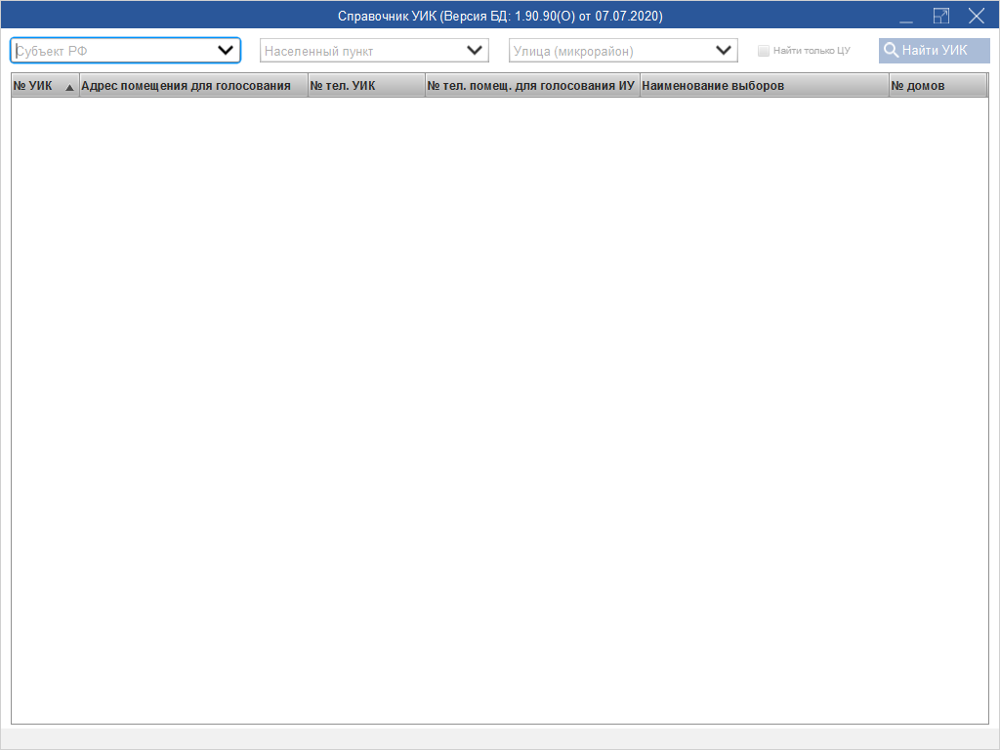 Справочник УИК (Версия БД: 1.90.90(О) от 07.07.2020)
Субъект РФ Населенный пункт Улица (микрорайон) Найти только ЦУ Найти УИК
№ УИК Адрес помещения для голосования № тел. УИК № тел. помещ. для голосования ИУ Наименование выборов № домов